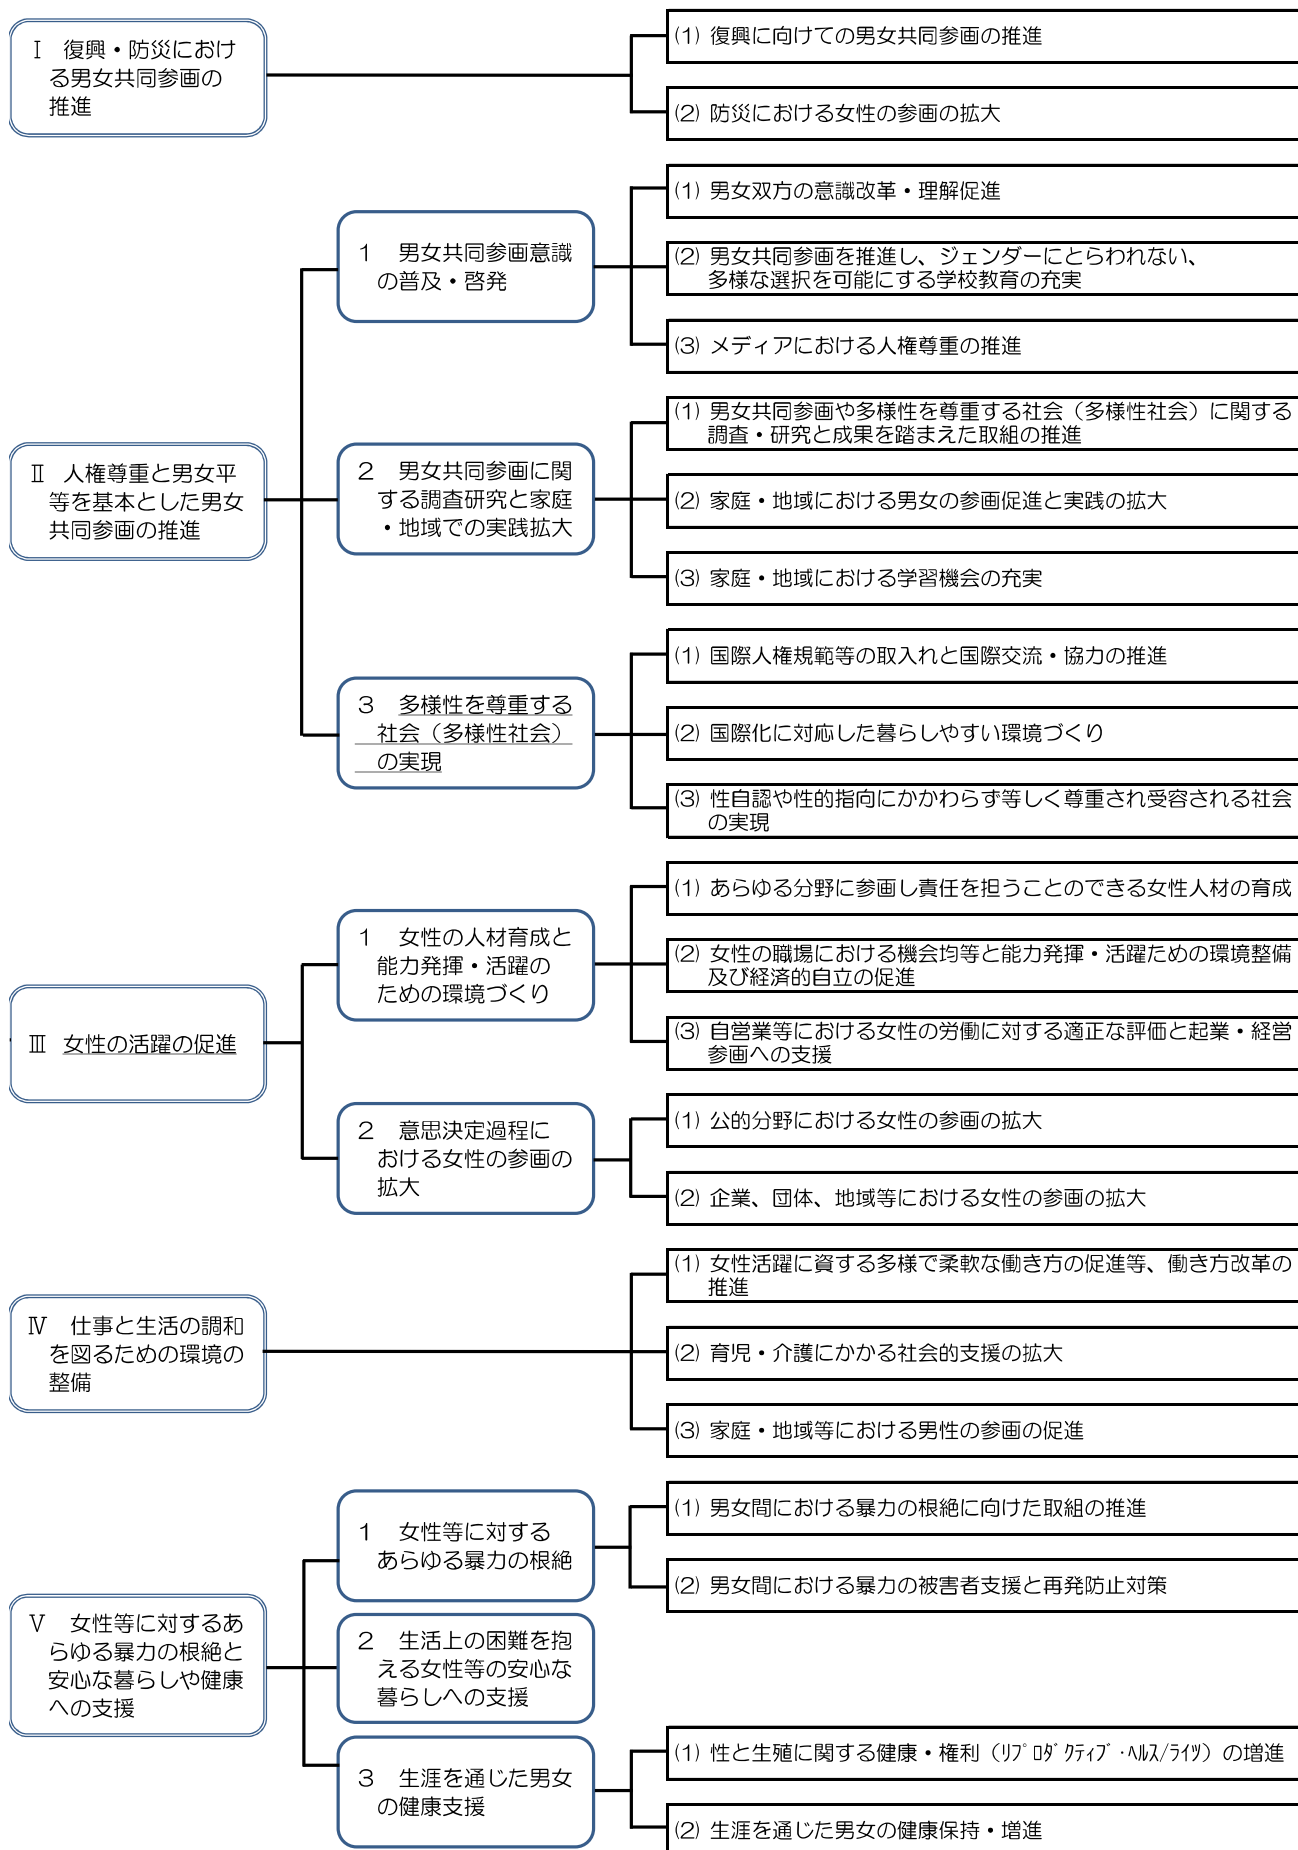 Ⅰ　復興・防災におけ
る男女共同参画の
推進
(1) 復興に向けての男女共同参画の推進
(2) 防災における女性の参画の拡大
Ⅱ　人権尊重と男女平
等を基本とした男女
共同参画の推進
1　男女共同参画意識
の普及・啓発
(1) 男女双方の意識改革・理解促進
(2) 男女共同参画を推進し、ジェンダーにとらわれない、
多様な選択を可能にする学校教育の充実
(3) メディアにおける人権尊重の推進
2　男女共同参画に関
する調査研究と家庭
・地域での実践拡大
(1) 男女共同参画や多様性を尊重する社会（多様性社会）に関する
調査・研究と成果を踏まえた取組の推進
(2) 家庭・地域における男女の参画促進と実践の拡大
(3) 家庭・地域における学習機会の充実
3　多様性を尊重する
社会（多様性社会）
の実現
(1) 国際人権規範等の取入れと国際交流・協力の推進
(2) 国際化に対応した暮らしやすい環境づくり
(3) 性自認や性的指向にかかわらず等しく尊重され受容される社会
の実現
Ⅲ　女性の活躍の促進
1　女性の人材育成と
能力発揮・活躍の
ための環境づくり
(1) あらゆる分野に参画し責任を担うことのできる女性人材の育成
(2) 女性の職場における機会均等と能力発揮・活躍ための環境整備
及び経済的自立の促進
(3) 自営業等における女性の労働に対する適正な評価と起業・経営
参画への支援
2　意思決定過程に
おける女性の参画の
拡大
(1) 公的分野における女性の参画の拡大
(2) 企業、団体、地域等における女性の参画の拡大
Ⅳ　仕事と生活の調和
を図るための環境の
整備
(1) 女性活躍に資する多様で柔軟な働き方の促進等、働き方改革の
推進
(2) 育児・介護にかかる社会的支援の拡大
(3) 家庭・地域等における男性の参画の促進
Ⅴ　女性等に対するあ
らゆる暴力の根絶と
安心な暮らしや健康
への支援
1　女性等に対する
あらゆる暴力の根絶
(1) 男女間における暴力の根絶に向けた取組の推進
(2) 男女間における暴力の被害者支援と再発防止対策
2　生活上の困難を抱
える女性等の安心な
暮らしへの支援
3　生涯を通じた男女
の健康支援
(1) 性と生殖に関する健康・権利（ﾘﾌﾟﾛﾀﾞｸﾃｨﾌﾞ･ﾍﾙｽ/ﾗｲﾂ）の増進
(2) 生涯を通じた男女の健康保持・増進